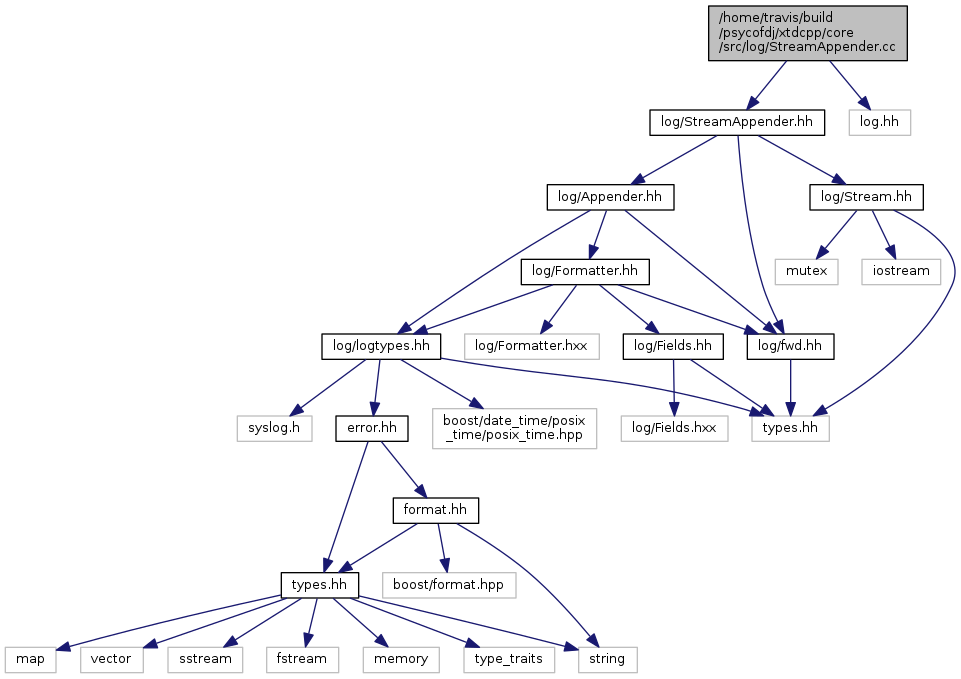 /home/travis/build
/psycofdj/xtdcpp/core
/src/log/StreamAppender.cc
log/StreamAppender.hh
log.hh
log/Appender.hh
log/Stream.hh
log/Formatter.hh
mutex
iostream
log/logtypes.hh
log/Formatter.hxx
log/Fields.hh
log/fwd.hh
syslog.h
error.hh
boost/date_time/posix
_time/posix_time.hpp
log/Fields.hxx
types.hh
format.hh
types.hh
boost/format.hpp
map
vector
sstream
fstream
memory
type_traits
string